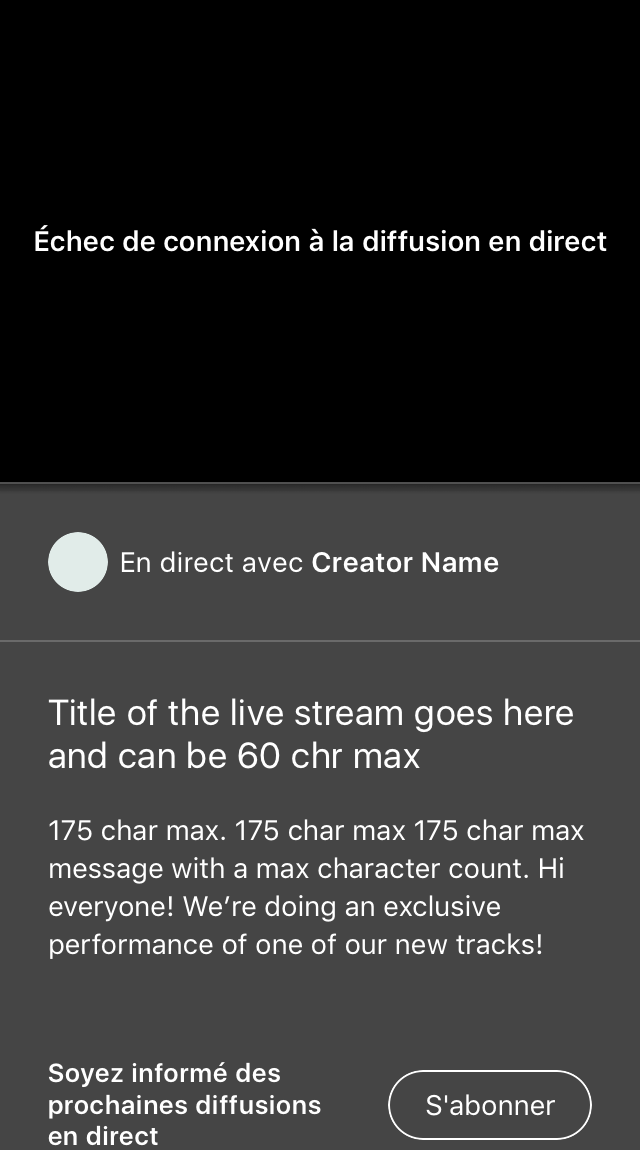 Échec de connexion à la diffusion en direct
En direct avec Creator Name
Title of the live stream goes here
and can be 60 chr max
175 char max. 175 char max 175 char max
message with a max character count. Hi
everyone! We’re doing an exclusive
performance of one of our new tracks!
Soyez informé des
prochaines diffusions
en direct
S'abonner